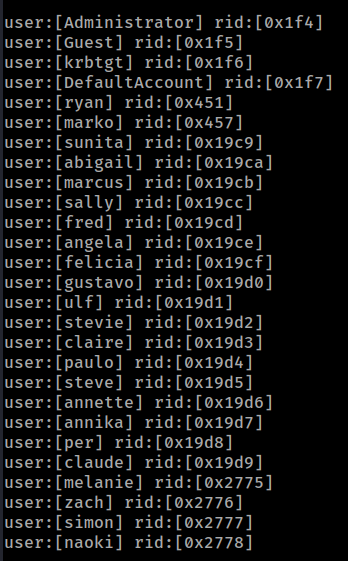 user:[Administrator] rid:[0x1f4]
user:[Guest] rid:[0x1f5]
user:[krbtgt] rid:[0x1f6]
user:[DefaultAccount] rid:[0x1f7]
user:[ryan] rid:[0x451]
user:[marko] rid:[0x457]
user:[sunita] rid:[0x19c9]
user:[abigail] rid:[0x19ca]
user:[marcus] rid:[0x19cb]
user:[sally] rid:[0x19cc]
user:[fred] rid:[0x19cd]
user:[angela] rid:[0x19ce]
user:[felicia] rid:[0x19cf]
user:[gustavo] rid:[0x19d0]
user:[ulf] rid:[0x19d1]
user:[stevie] rid:[0x19d2]
user:[claire] rid:[0x19d3]
user:[paulo] rid:[0x19d4]
user:[steve] rid:[0x19d5]
user:[annette] rid:[0x19d6]
user:[annika] rid:[0x19d7]
user:[per] rid:[0x19d8]
user:[claude] rid:[0x19d9]
user:[melanie] rid:[0x2775]
user:[zach] rid:[0x2776]
user:[simon] rid:[0x2777]
user:[naoki] rid:[0x2778]